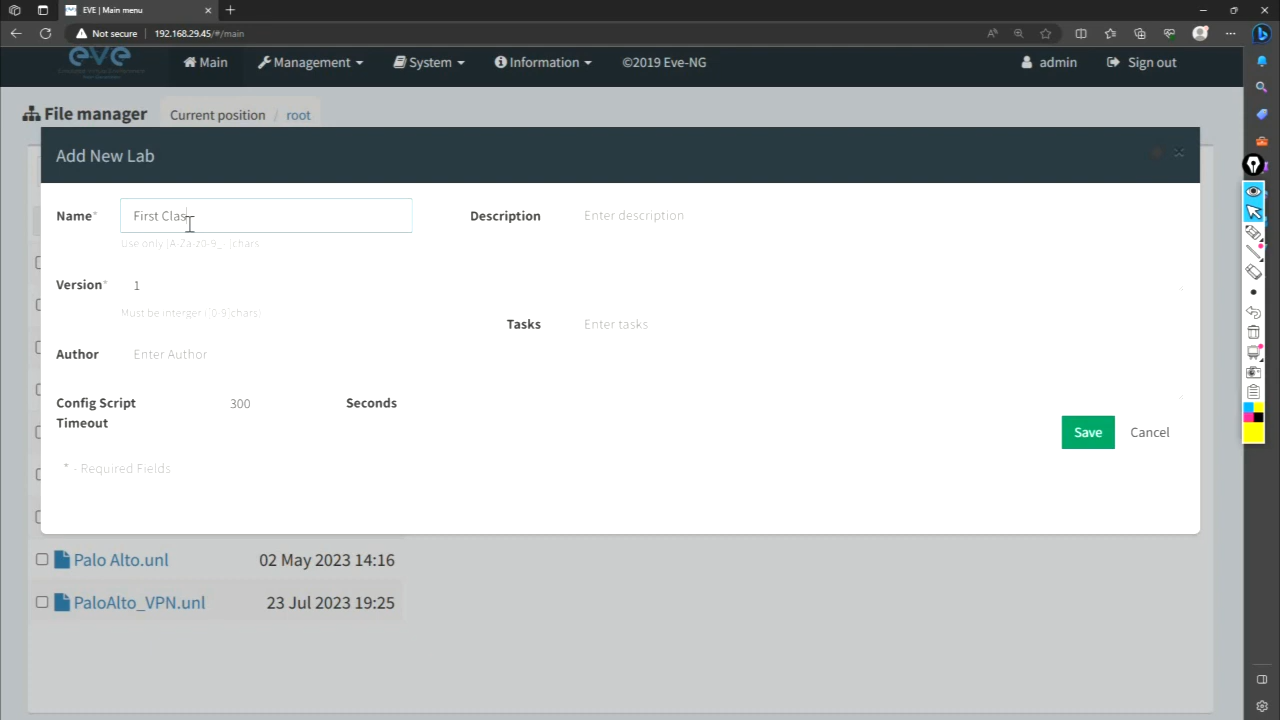 EVE | Main menu
Not secure 192.168.29.45/#/main
eve
Main Management System Information ©2019 Eve-NG admin Sign out
File manager Current position / root
Add New Lab
Name* First Clas Description Enter description
Use only [A-Za-z0-9_- ]chars
Version* 1
Must be interger ([0-9]chars)
Tasks Enter tasks
Author Enter Author
Config Script Timeout 300 Seconds
Save Cancel
* - Required Fields
Palo Alto.unl 02 May 2023 14:16
PaloAlto_VPN.unl 23 Jul 2023 19:25